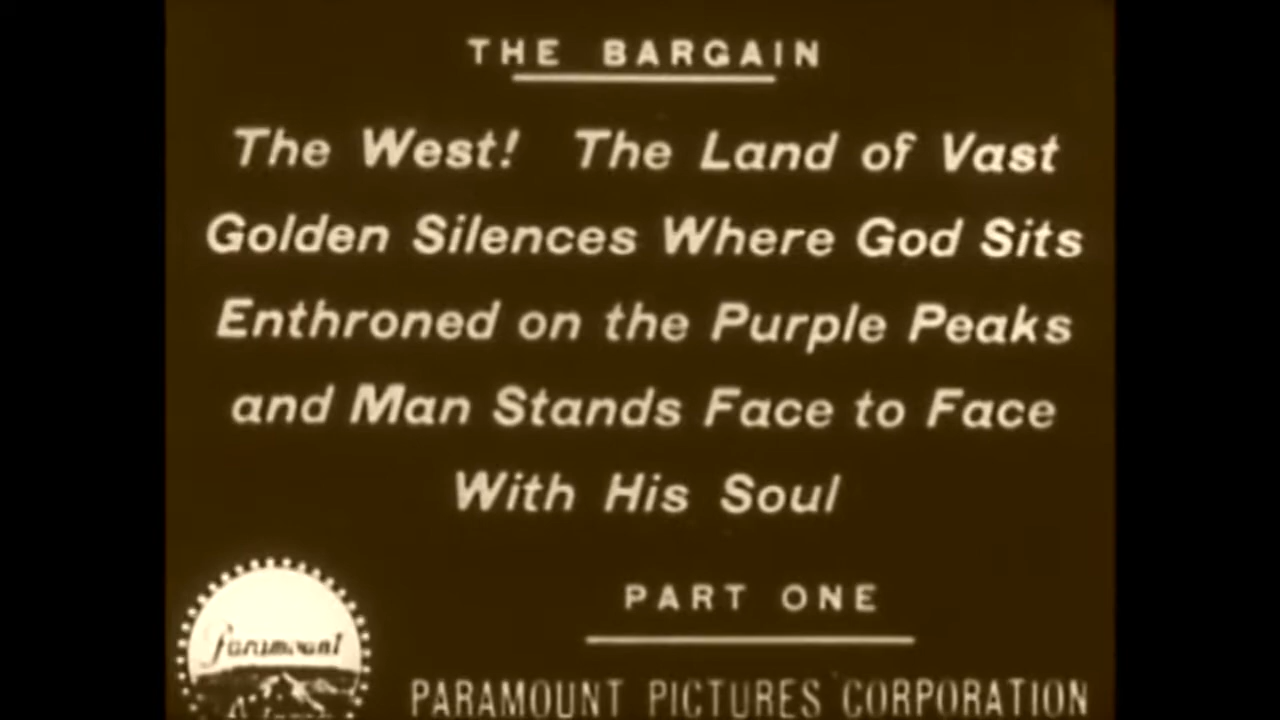 THE BARGAIN
The West! The Land of Vast
Golden Silences Where God Sits
Enthroned on the Purple Peaks
and Man Stands Face to Face
With His Soul
PART ONE
Paramount
PARAMOUNT PICTURES CORPORATION